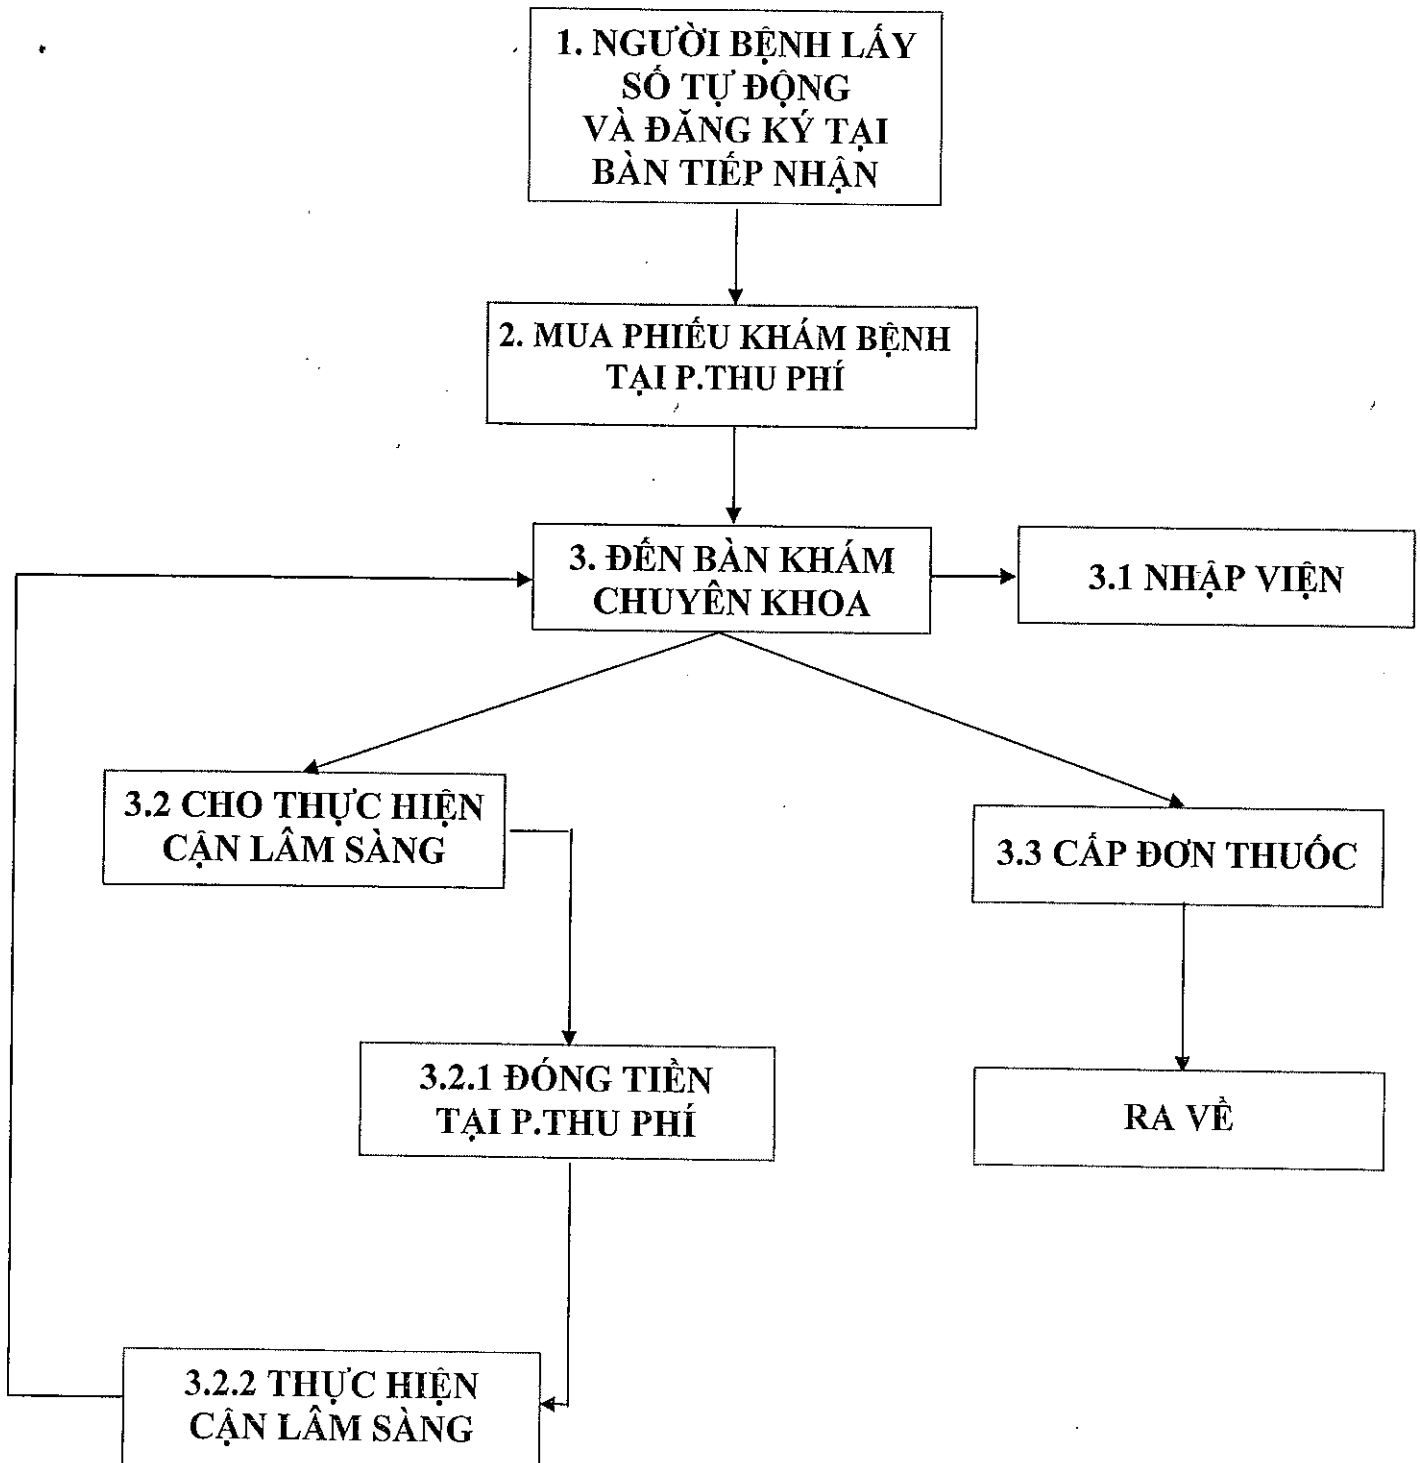 1. NGƯỜI BỆNH LẤY
SỐ TỰ ĐỘNG
VÀ ĐĂNG KÝ TẠI
BÀN TIẾP NHẬN
2. MUA PHIẾU KHÁM BỆNH
TẠI P.THU PHÍ
3. ĐẾN BÀN KHÁM
CHUYÊN KHOA
3.1 NHẬP VIỆN
3.2 CHO THỰC HIỆN
CẬN LÂM SÀNG
3.3 CẤP ĐƠN THUỐC
3.2.1 ĐÓNG TIỀN
TẠI P.THU PHÍ
RA VỀ
3.2.2 THỰC HIỆN
CẬN LÂM SÀNG